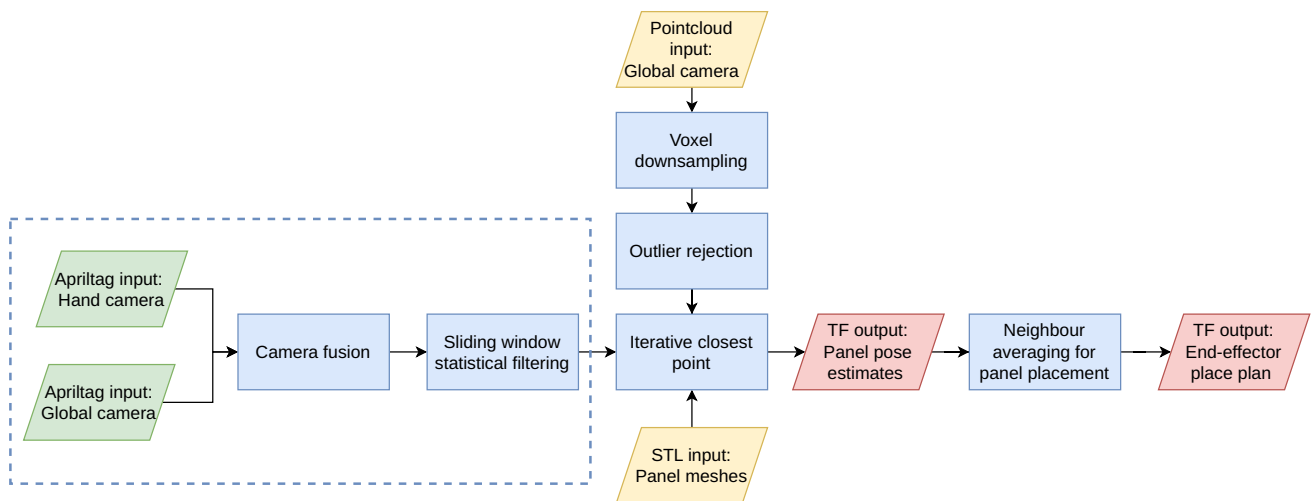 Pointcloud
input:
Global camera
Voxel
downsampling
Outlier rejection
Apriltag input:
Hand camera
Apriltag input:
Global camera
Camera fusion
Sliding window
statistical filtering
Iterative closest
point
TF output:
Panel pose
estimates
Neighbour
averaging for
panel placement
TF output:
End-effector
place plan
STL input:
Panel meshes